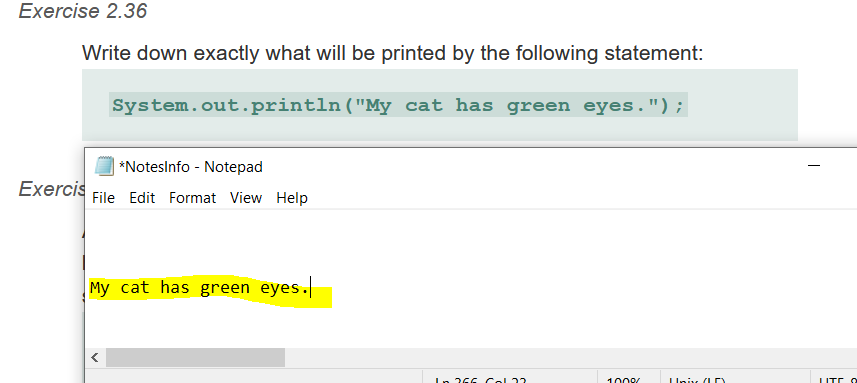 Exercise 2.36
Write down exactly what will be printed by the following statement:
System.out.println("My cat has green eyes.");
*NotesInfo - Notepad
Exercis
File Edit Format View Help
My cat has green eyes.
Ln 366, Col 23 100% Unix (LF) UTF-8